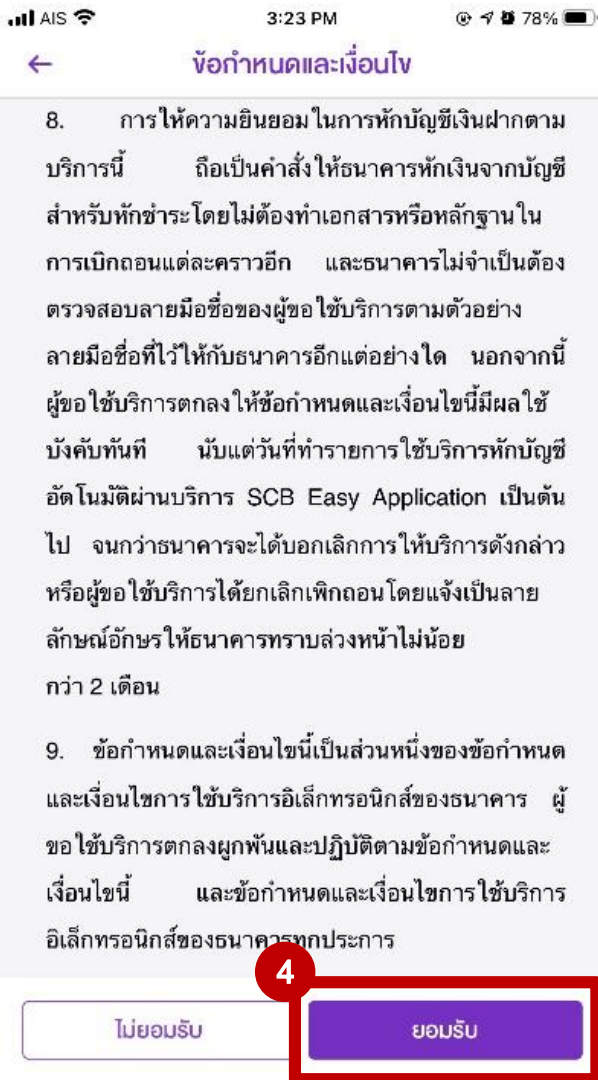 AIS 3:23 PM 78%
ข้อกำหนดและเงื่อนไข
8. การให้ความยินยอมในการหักบัญชีเงินฝากตาม
บริการนี้ ถือเป็นคำสั่งให้ธนาคารหักเงินจากบัญชี
สำหรับหักชำระโดยไม่ต้องทำเอกสารหรือหลักฐานใน
การเบิกถอนแต่ละคราวอีก และธนาคารไม่จำเป็นต้อง
ตรวจสอบลายมือชื่อของผู้ขอใช้บริการตามตัวอย่าง
ลายมือชื่อที่ไว้ให้กับธนาคารอีกแต่อย่างใด นอกจากนี้
ผู้ขอใช้บริการตกลงให้ข้อกำหนดและเงื่อนไขนี้มีผลใช้
บังคับทันที นับแต่วันที่ทำรายการใช้บริการหักบัญชี
อัตโนมัติผ่านบริการ SCB Easy Application เป็นต้น
ไป จนกว่าธนาคารจะได้บอกเลิกการให้บริการดังกล่าว
หรือผู้ขอใช้บริการได้ยกเลิกเพิกถอนโดยแจ้งเป็นลาย
ลักษณ์อักษรให้ธนาคารทราบล่วงหน้าไม่น้อย
กว่า 2 เดือน
9. ข้อกำหนดและเงื่อนไขนี้เป็นส่วนหนึ่งของข้อกำหนด
และเงื่อนไขการใช้บริการอิเล็กทรอนิกส์ของธนาคาร ผู้
ขอใช้บริการตกลงผูกพันและปฏิบัติตามข้อกำหนดและ
เงื่อนไขนี้ และข้อกำหนดและเงื่อนไขการใช้บริการ
อิเล็กทรอนิกส์ของธนาคารทุกประการ
4
ไม่ยอมรับ ยอมรับ